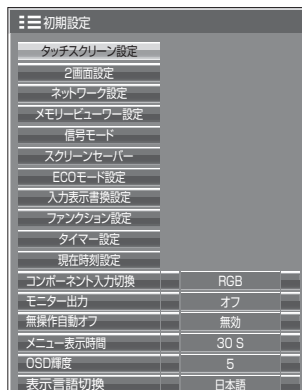 初期設定
タッチスクリーン設定
2画面設定
ネットワーク設定
メモリービューワー設定
信号モード
スクリーンセーバー
ECOモード設定
入力表示書換設定
ファンクション設定
タイマー設定
現在時刻設定
コンポーネント入力切換 RGB
モニター出力 オフ
無操作自動オフ 無効
メニュー表示時間 30 S
OSD輝度 5
表示言語切換 日本語